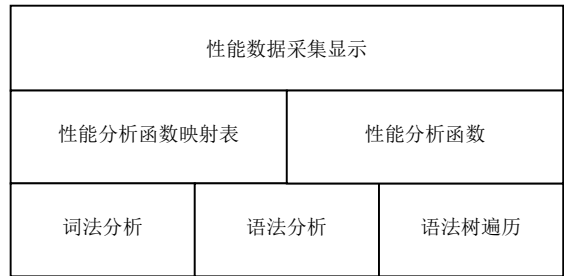 性能数据采集显示
性能分析函数映射表
性能分析函数
词法分析
语法分析
语法树遍历